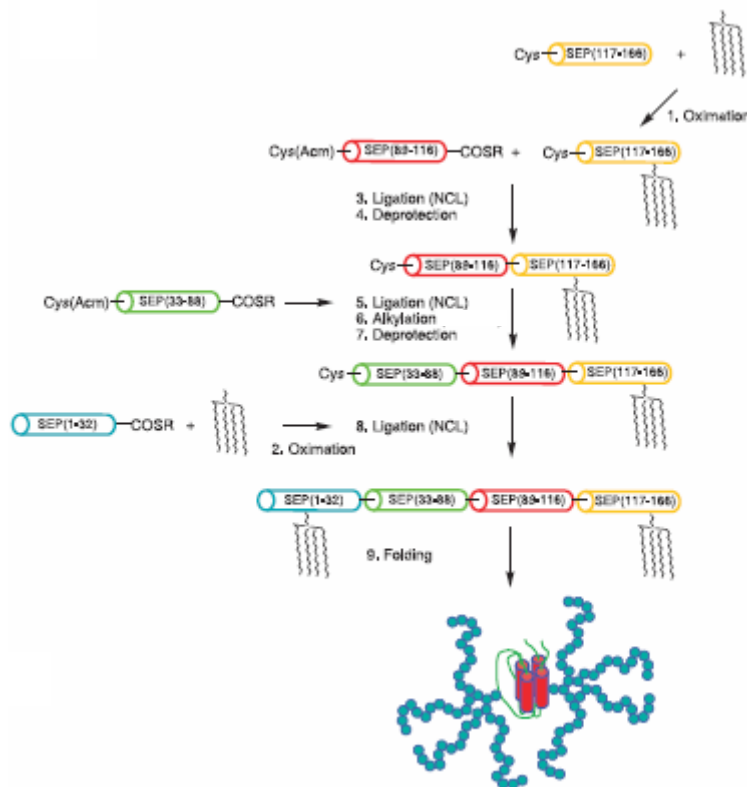 Cys SEP(117•166) +
1. Oximation
Cys(Acm) SEP(89-116) COSR + Cys SEP(117•166)
3. Ligation (NCL)
4. Deprotection
Cys SEP(89•116) SEP(117-166)
Cys(Acm) SEP(33-88) COSR
5. Ligation (NCL)
6. Alkylation
7. Deprotection
Cys SEP(33•88) SEP(89•116) SEP(117•166)
SEP(1•32) COSR +
2. Oximation
8. Ligation (NCL)
SEP(1•32) SEP(33•88) SEP(89•116) SEP(117•166)
9. Folding